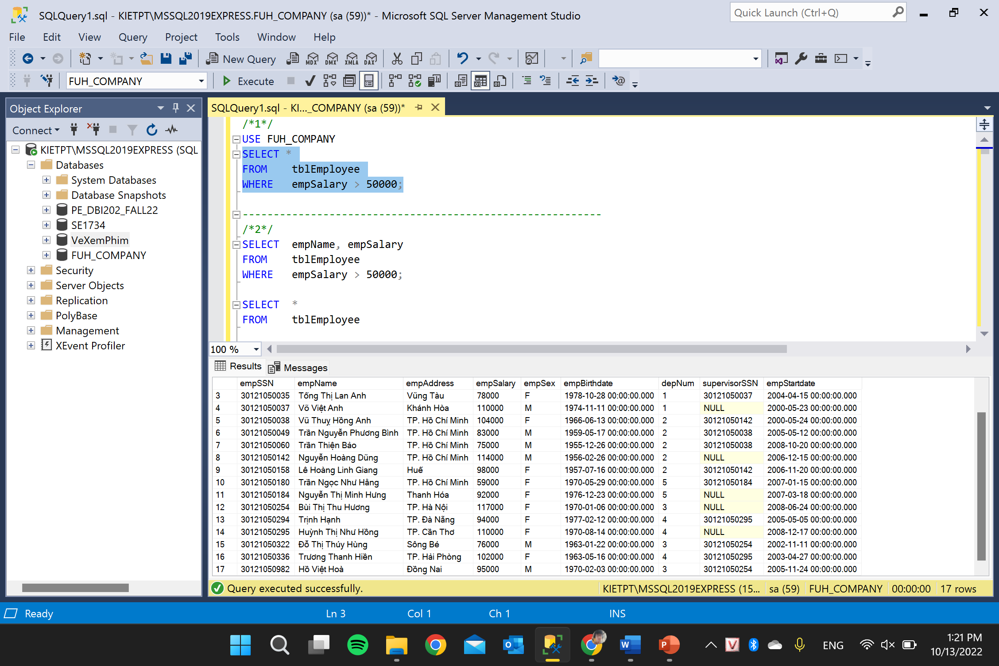 SQLQuery1.sql - KIETPT\MSSQL2019EXPRESS.FUH_COMPANY (sa (59))* - Microsoft SQL Server Management Studio
Quick Launch (Ctrl+Q)
File Edit View Query Project Tools Window Help
New Query MDX DMX XMLA DAX
FUH_COMPANY Execute
Object Explorer
SQLQuery1.sql - KI..._COMPANY (sa (59))*
Connect
KIETPT\MSSQL2019EXPRESS (SQL
Databases
System Databases
Database Snapshots
PE_DBI202_FALL22
SE1734
VeXemPhim
FUH_COMPANY
Security
Server Objects
Replication
PolyBase
Management
XEvent Profiler
/*1*/
USE FUH_COMPANY
SELECT *
FROM tblEmployee
WHERE empSalary > 50000;
----------------------------------------------------------
/*2*/
SELECT empName, empSalary
FROM tblEmployee
WHERE empSalary > 50000;
SELECT *
FROM tblEmployee
100 %
Results Messages
empSSN empName empAddress empSalary empSex empBirthdate depNum supervisorSSN empStartdate
3 30121050035 Tống Thị Lan Anh Vũng Tàu 78000 F 1978-10-28 00:00:00.000 1 30121050037 2004-04-15 00:00:00.000
4 30121050037 Võ Việt Anh Khánh Hòa 110000 M 1974-11-11 00:00:00.000 1 NULL 2000-05-23 00:00:00.000
5 30121050038 Vũ Thuỵ Hồng Anh TP. Hồ Chí Minh 104000 F 1966-06-13 00:00:00.000 2 30121050142 2000-05-24 00:00:00.000
6 30121050049 Trần Nguyễn Phương Bình TP. Hồ Chí Minh 83000 M 1959-05-17 00:00:00.000 2 30121050038 2005-05-12 00:00:00.000
7 30121050060 Trần Thiện Bảo TP. Hồ Chí Minh 75000 M 1955-12-26 00:00:00.000 2 30121050038 2008-10-20 00:00:00.000
8 30121050142 Nguyễn Hoàng Dũng TP. Hồ Chí Minh 114000 M 1956-02-26 00:00:00.000 2 NULL 2006-12-15 00:00:00.000
9 30121050158 Lê Hoàng Linh Giang Huế 98000 F 1957-07-16 00:00:00.000 2 30121050142 2006-11-20 00:00:00.000
10 30121050180 Trần Ngọc Như Hằng TP. Hồ Chí Minh 59000 F 1970-05-29 00:00:00.000 5 30121050184 2007-01-15 00:00:00.000
11 30121050184 Nguyễn Thị Minh Hưng Thanh Hóa 92000 F 1976-12-23 00:00:00.000 5 NULL 2007-03-18 00:00:00.000
12 30121050254 Bùi Thị Thu Hương TP. Hà Nội 117000 F 1970-01-06 00:00:00.000 3 NULL 2008-06-24 00:00:00.000
13 30121050294 Trịnh Hạnh TP. Đà Nẵng 94000 F 1977-02-12 00:00:00.000 4 30121050295 2005-05-05 00:00:00.000
14 30121050295 Huỳnh Thị Như Hồng TP. Cần Thơ 110000 F 1970-08-14 00:00:00.000 4 NULL 2008-12-17 00:00:00.000
15 30121050322 Đỗ Thị Thúy Hùng Sông Bé 76000 M 1963-01-22 00:00:00.000 3 30121050254 2002-11-11 00:00:00.000
16 30121050336 Trương Thanh Hiền TP. Hải Phòng 102000 F 1963-05-16 00:00:00.000 4 30121050295 2003-04-27 00:00:00.000
17 30121050982 Hồ Việt Hoà Đồng Nai 95000 M 1970-02-03 00:00:00.000 3 30121050254 2005-11-24 00:00:00.000
Query executed successfully. KIETPT\MSSQL2019EXPRESS (15... sa (59) FUH_COMPANY 00:00:00 17 rows
Ready Ln 3 Col 1 Ch 1 INS
ENG 1:21 PM
10/13/2022